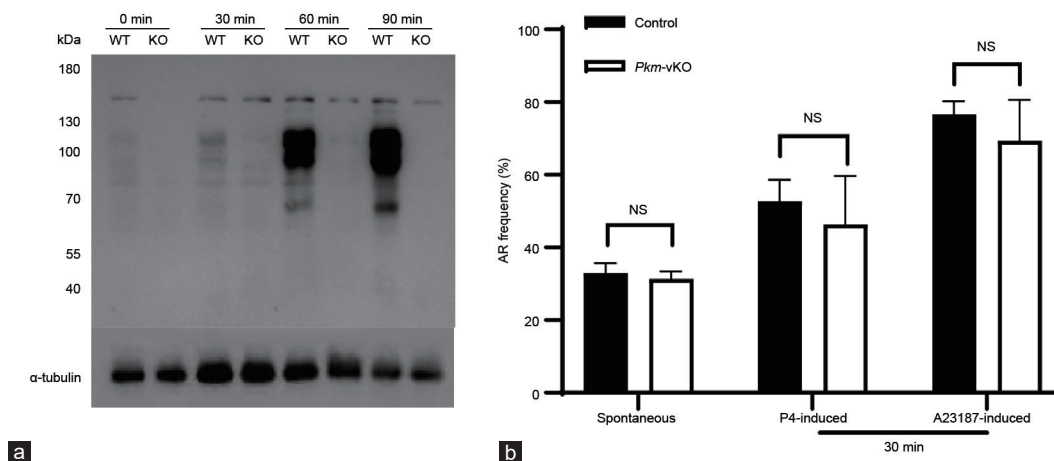 0 min 30 min 60 min 90 min
kDa WT KO WT KO WT KO WT KO
180
130
100
70
55
40
α-tubulin
a
100
80
60
40
20
0
AR frequency (%)
Control
Pkm-vKO
NS
NS
NS
Spontaneous P4-induced A23187-induced
30 min
b